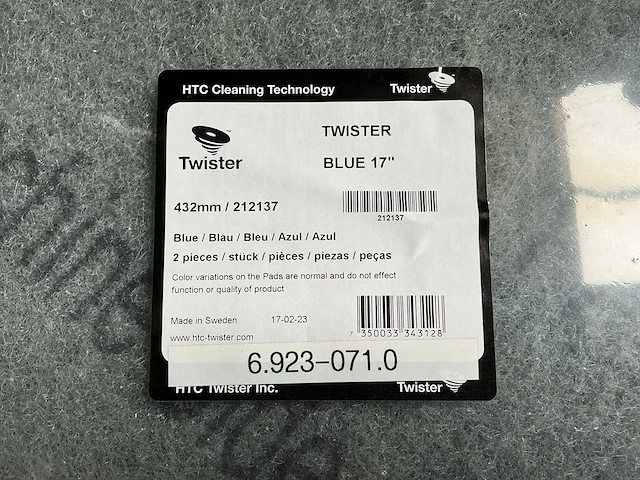 HTC Cleaning Technology Twister
TWISTER
Twister
BLUE 17"
432mm / 212137
212137
Blue / Blau / Bleu / Azul / Azul
2 pieces / stück / pièces / piezas / peças
Color variations on the Pads are normal and do not effect
function or quality of product
Made in Sweden 17-02-23
www.htc-twister.com
7 350033 343128
6.923-071.0
HTC Twister Inc. Twister